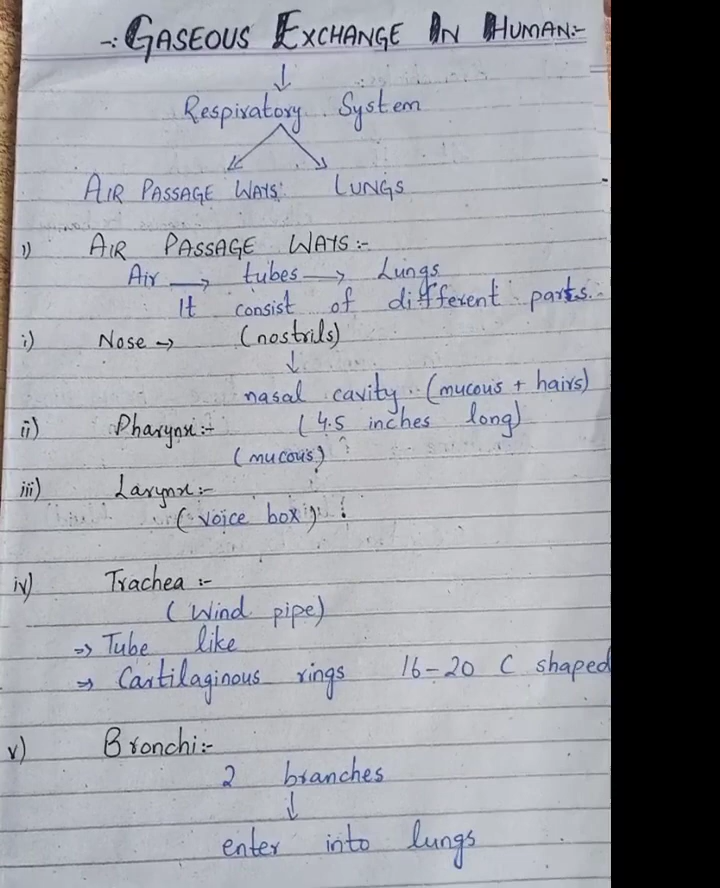 -: GASEOUS EXCHANGE IN HUMAN:-
↓
Respiratory System
AIR PASSAGE WAYS LUNGS
1) AIR PASSAGE WAYS:-
Air → tubes → Lungs
It consist of different parts.
i) Nose → (nostrils)
↓
nasal cavity. (mucous + hairs)
ii) Pharynx:- (4.5 inches long)
(mucous)
iii) Larynx:-
(voice box)
iv) Trachea :-
(Wind pipe)
⇒ Tube like
⇒ Cartilaginous rings 16-20 C shaped
v) Bronchi:-
2 branches
↓
enter into lungs